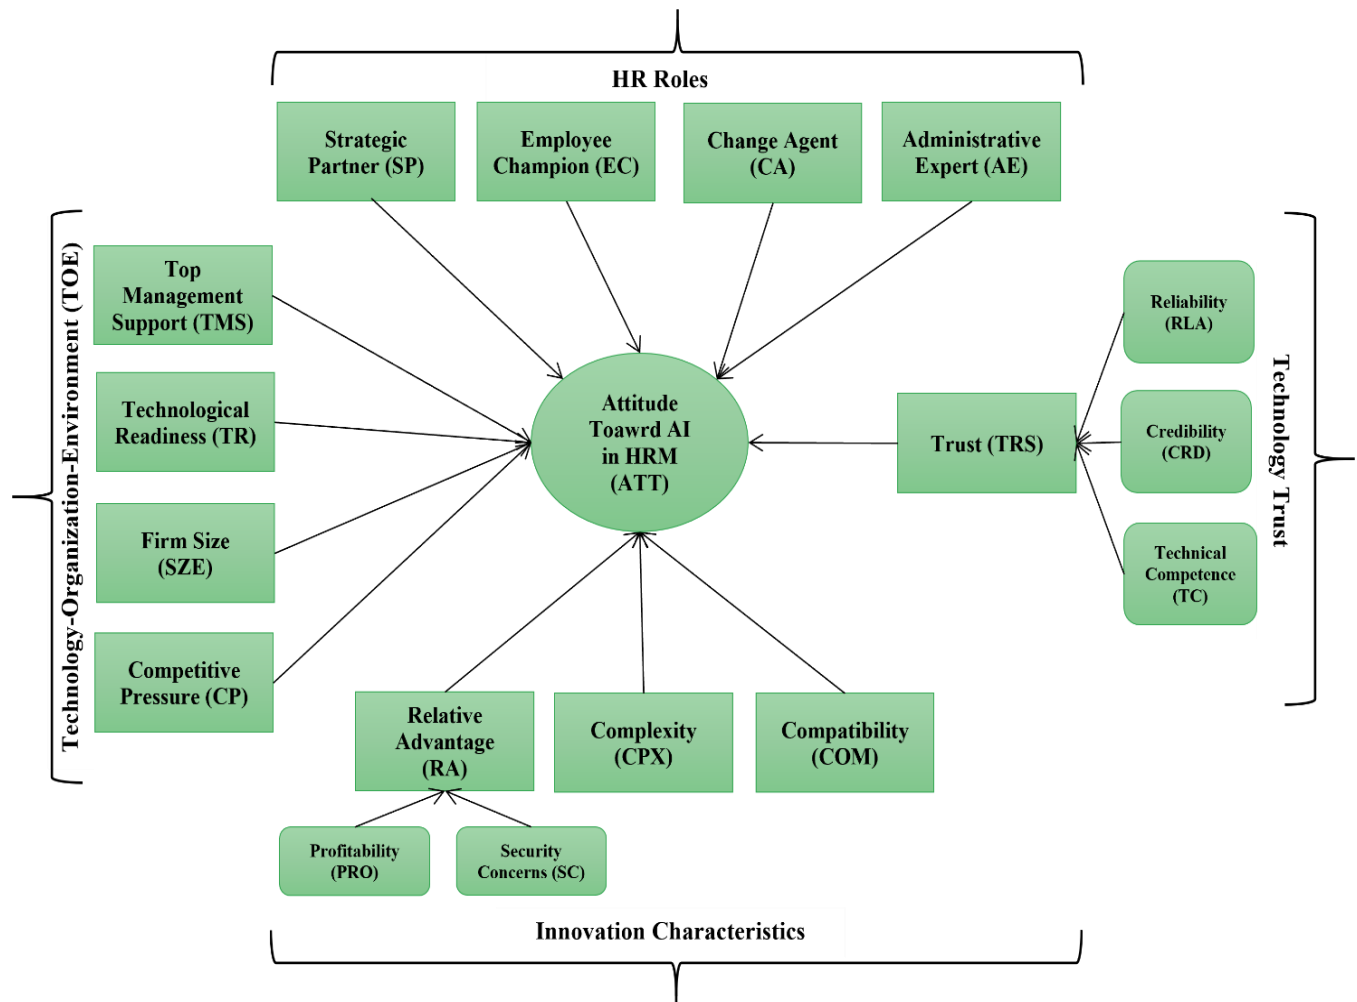 HR Roles
Strategic
Partner (SP)
Employee
Champion (EC)
Change Agent
(CA)
Administrative
Expert (AE)
Technology-Organization-Environment (TOE)
Top
Management
Support (TMS)
Technological
Readiness (TR)
Firm Size
(SZE)
Competitive
Pressure (CP)
Attitude
Toawrd AI
in HRM
(ATT)
Trust (TRS)
Reliability
(RLA)
Credibility
(CRD)
Technical
Competence
(TC)
Technology Trust
Relative
Advantage
(RA)
Complexity
(CPX)
Compatibility
(COM)
Profitability
(PRO)
Security
Concerns (SC)
Innovation Characteristics